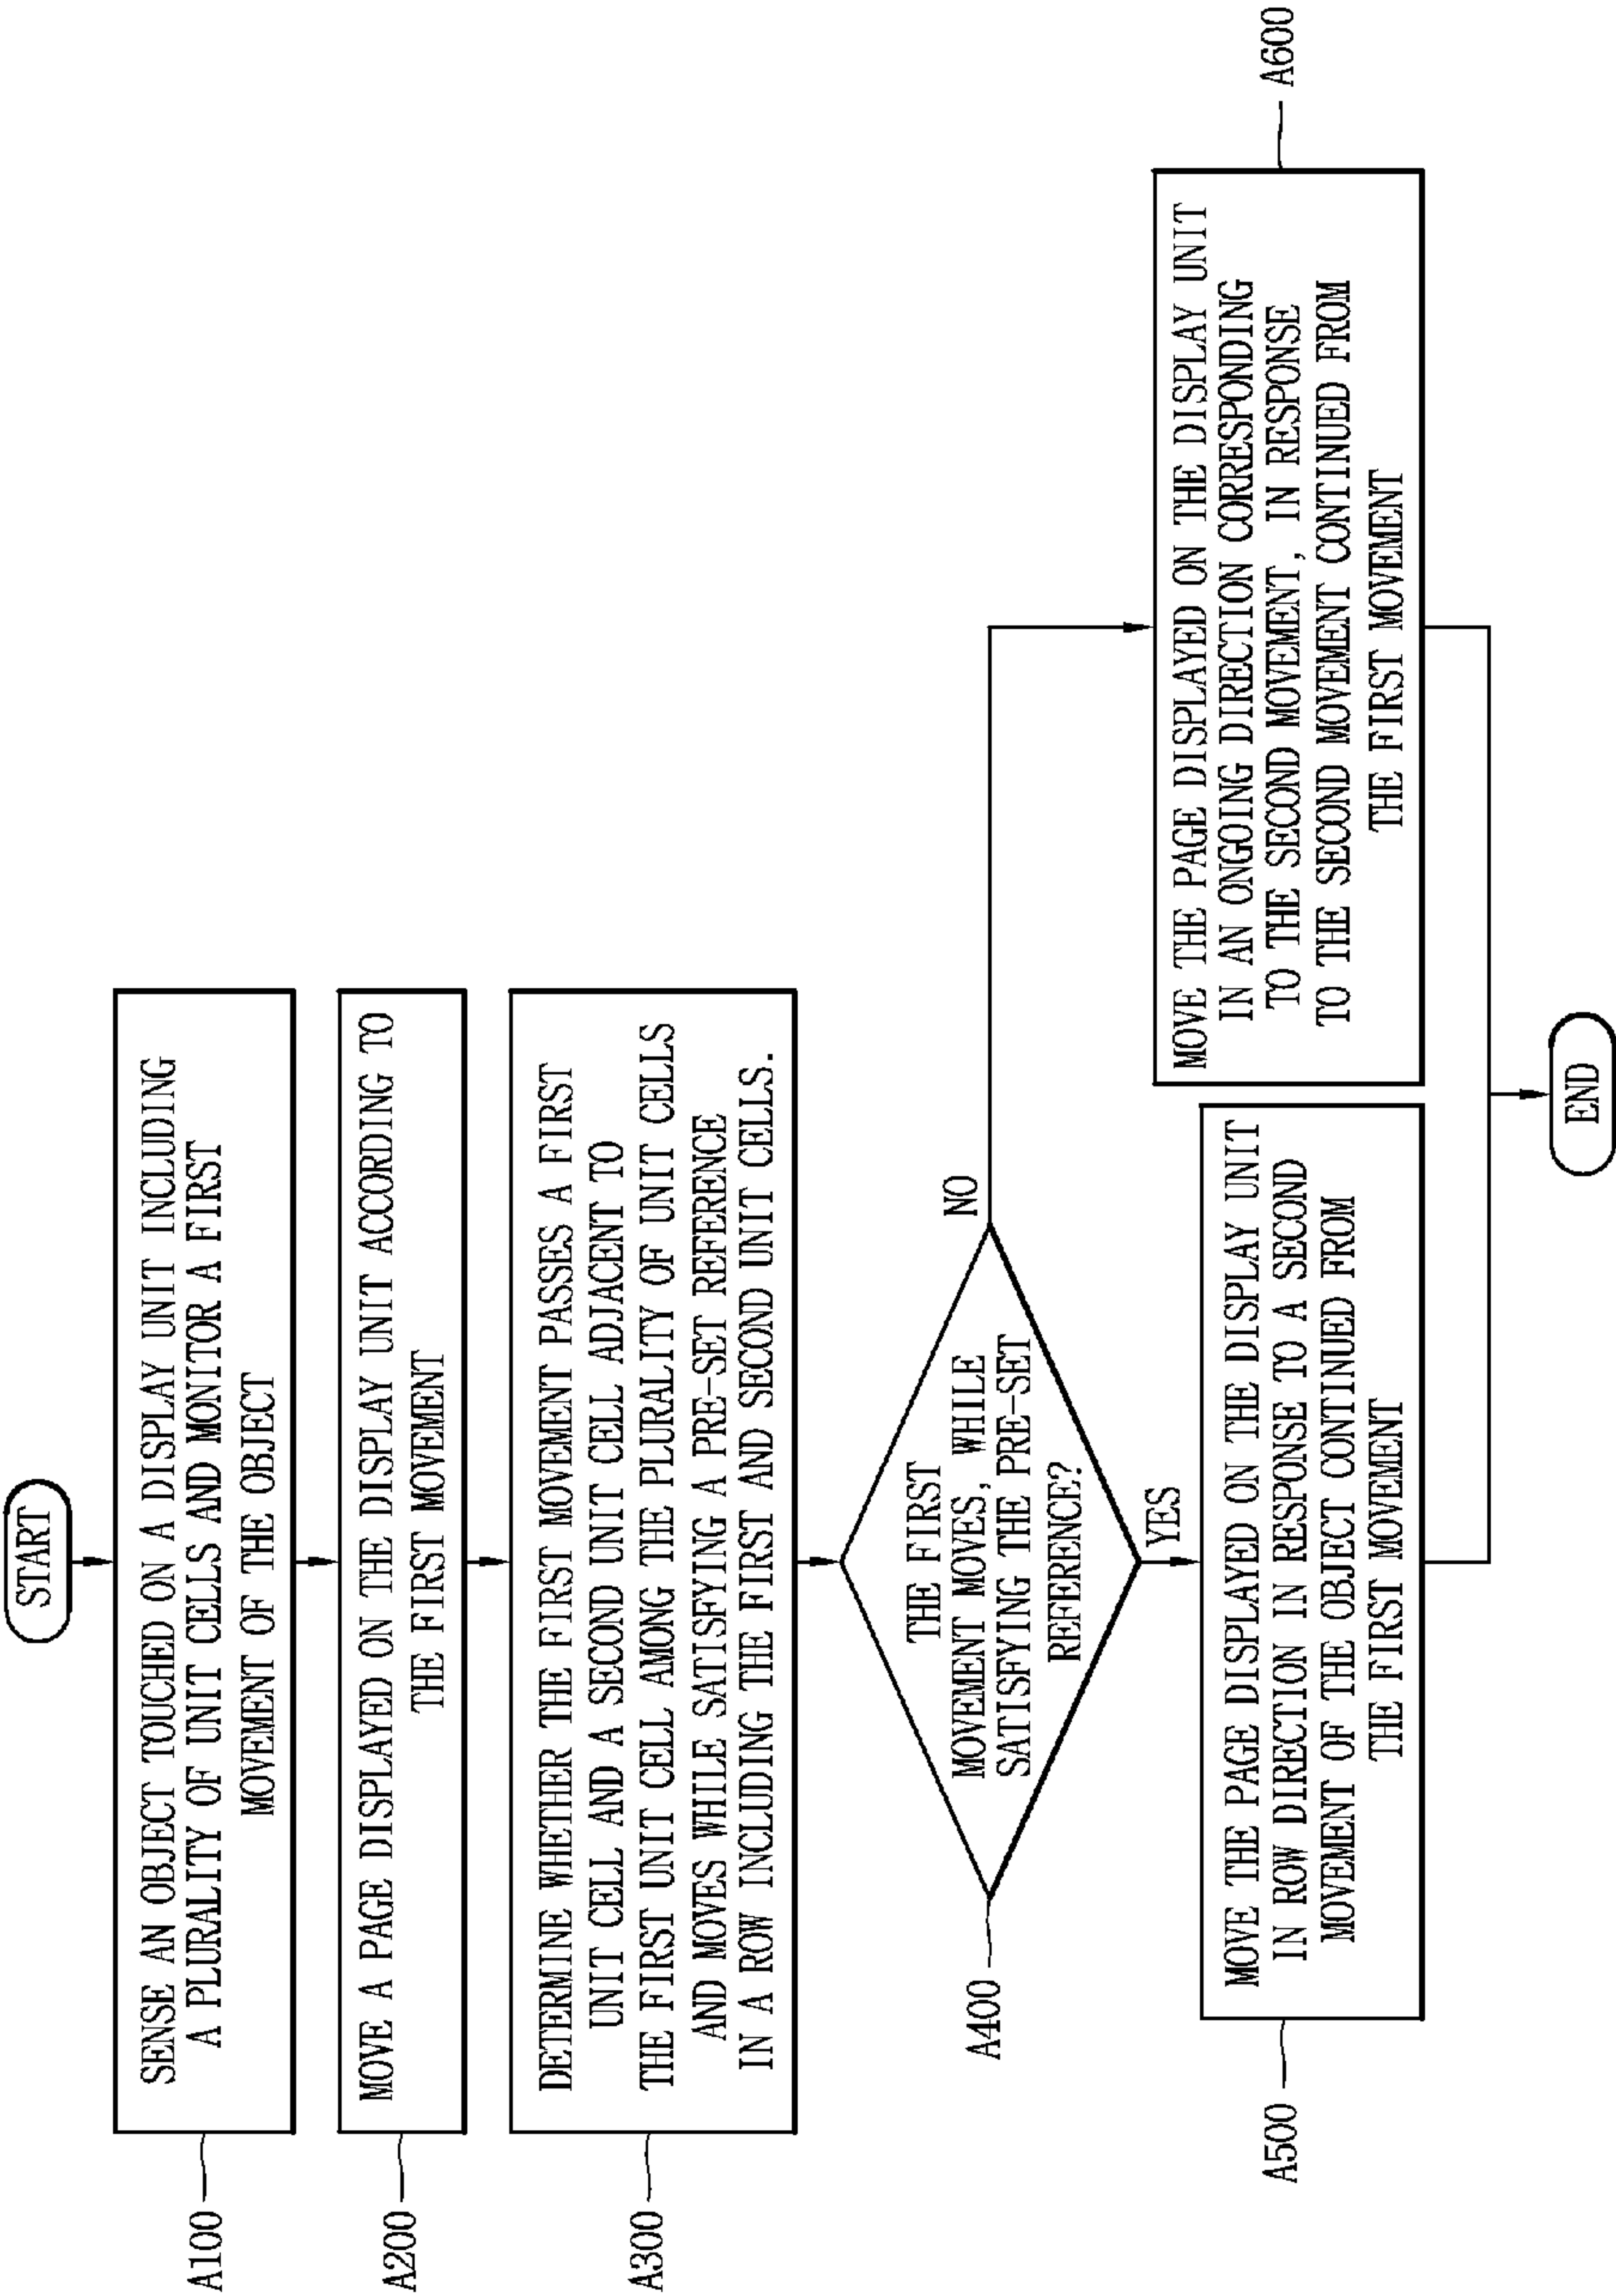 START
A100
SENSE AN OBJECT TOUCHED ON A DISPLAY UNIT INCLUDING
A PLURALITY OF UNIT CELLS AND MONITOR A FIRST
MOVEMENT OF THE OBJECT
A200
MOVE A PAGE DISPLAYED ON THE DISPLAY UNIT ACCORDING TO
THE FIRST MOVEMENT
A300
DETERMINE WHETHER THE FIRST MOVEMENT PASSES A FIRST
UNIT CELL AND A SECOND UNIT CELL ADJACENT TO
THE FIRST UNIT CELL AMONG THE PLURALITY OF UNIT CELLS
AND MOVES WHILE SATISFYING A PRE-SET REFERENCE
IN A ROW INCLUDING THE FIRST AND SECOND UNIT CELLS.
A400
THE FIRST
MOVEMENT MOVES, WHILE
SATISFYING THE PRE-SET
REFERENCE?
NO
YES
A500
MOVE THE PAGE DISPLAYED ON THE DISPLAY UNIT
IN ROW DIRECTION IN RESPONSE TO A SECOND
MOVEMENT OF THE OBJECT CONTINUED FROM
THE FIRST MOVEMENT
MOVE THE PAGE DISPLAYED ON THE DISPLAY UNIT
IN AN ONGOING DIRECTION CORRESPONDING
TO THE SECOND MOVEMENT, IN RESPONSE
TO THE SECOND MOVEMENT CONTINUED FROM
THE FIRST MOVEMENT
A600
END